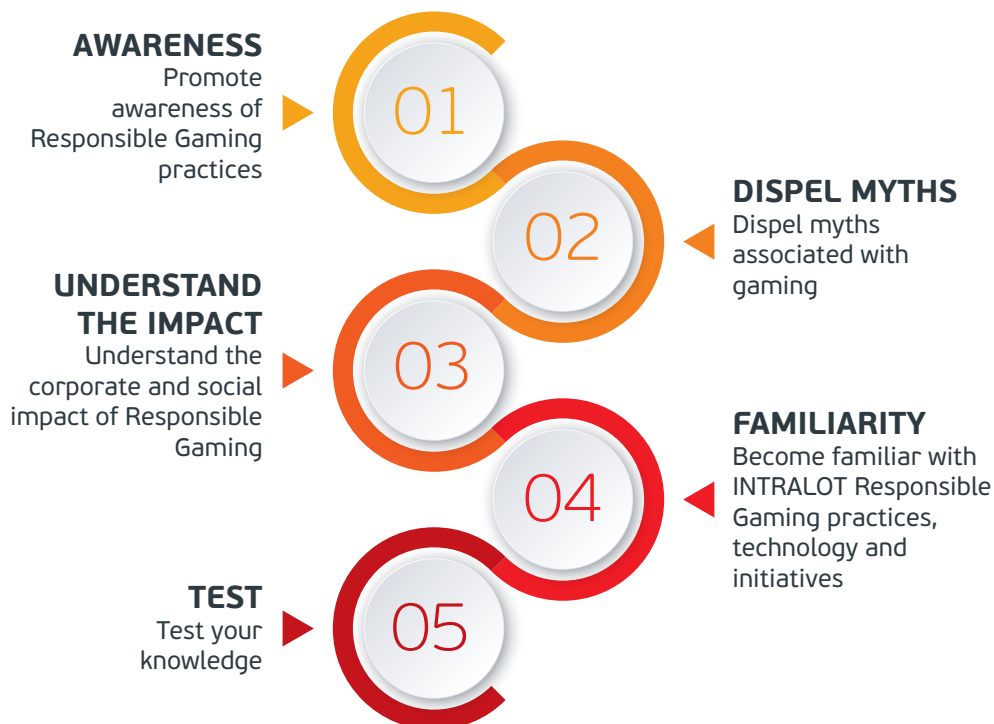 AWARENESS
Promote
awareness of
Responsible Gaming
practices
01
02
DISPEL MYTHS
Dispel myths
associated with
gaming
UNDERSTAND
THE IMPACT
Understand the
corporate and social
impact of Responsible
Gaming
03
04
FAMILIARITY
Become familiar with
INTRALOT Responsible
Gaming practices,
technology and
initiatives
TEST
Test your
knowledge
05